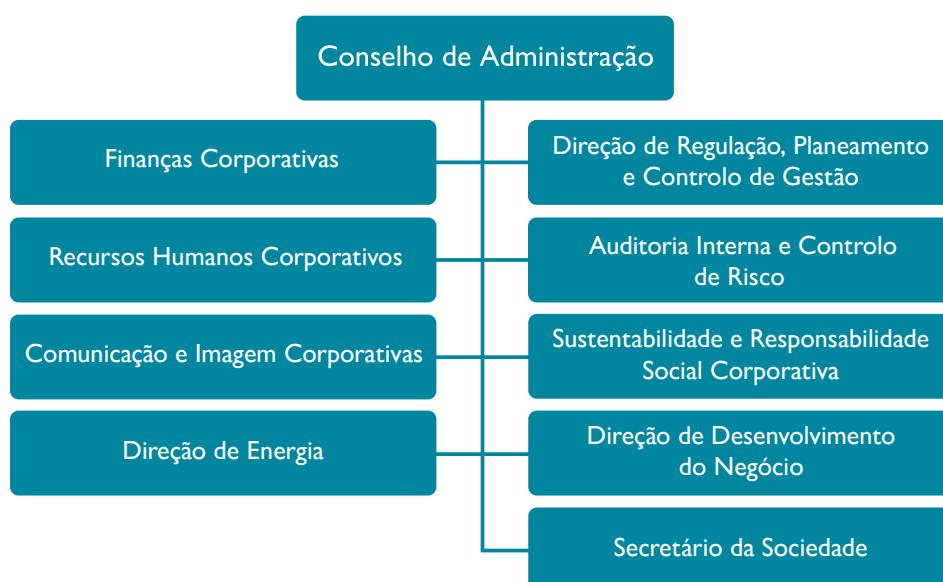 Conselho de Administração
Finanças Corporativas
Direção de Regulação, Planeamento
e Controlo de Gestão
Recursos Humanos Corporativos
Auditoria Interna e Controlo
de Risco
Comunicação e Imagem Corporativas
Sustentabilidade e Responsabilidade
Social Corporativa
Direção de Energia
Direção de Desenvolvimento
do Negócio
Secretário da Sociedade